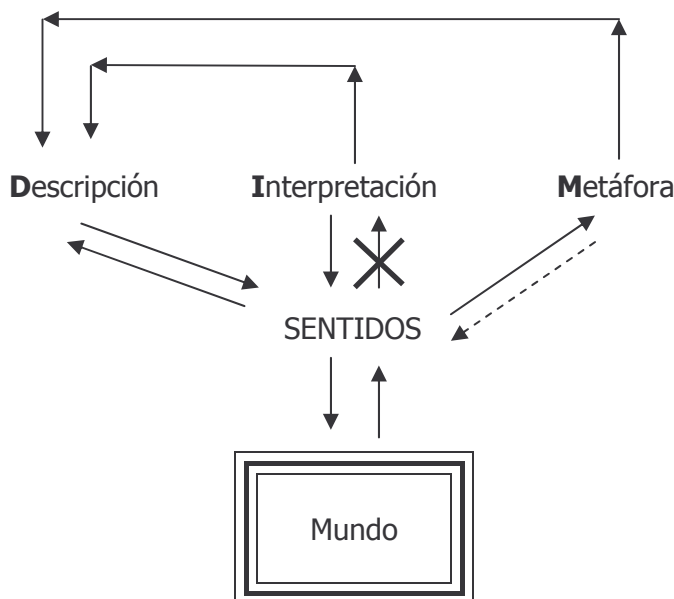 Descripción
Interpretación
Metáfora
SENTIDOS
Mundo